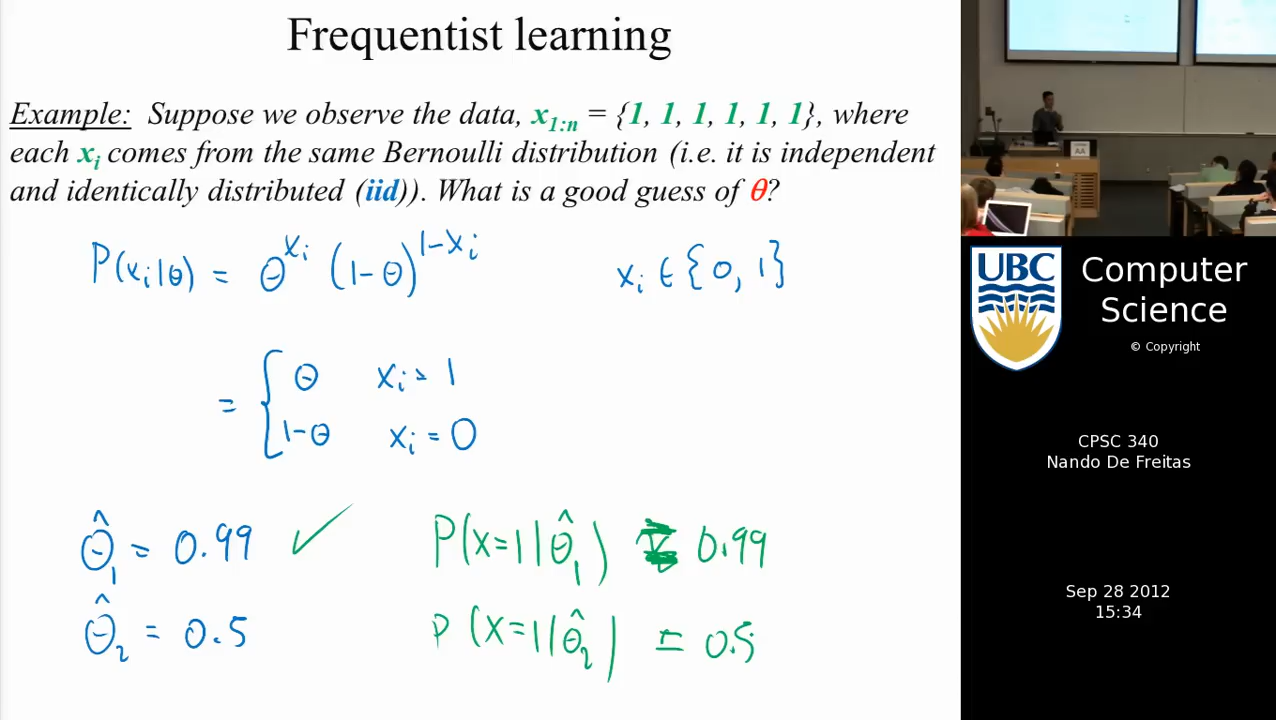 Frequentist learning
Example: Suppose we observe the data, x1:n = {1, 1, 1, 1, 1, 1}, where
each xi comes from the same Bernoulli distribution (i.e. it is independent
and identically distributed (iid)). What is a good guess of θ?
P(xi|θ) = θ^xi (1-θ)^1-xi xi ∈ {0, 1}
= { θ xi = 1
1-θ xi = 0
θ̂1 = 0.99 ✓ P(x=1|θ̂1) = 0.99
θ̂2 = 0.5 P(x=1|θ̂2) = 0.5
AA
UBC
Computer
Science
© Copyright
CPSC 340
Nando De Freitas
Sep 28 2012
15:34